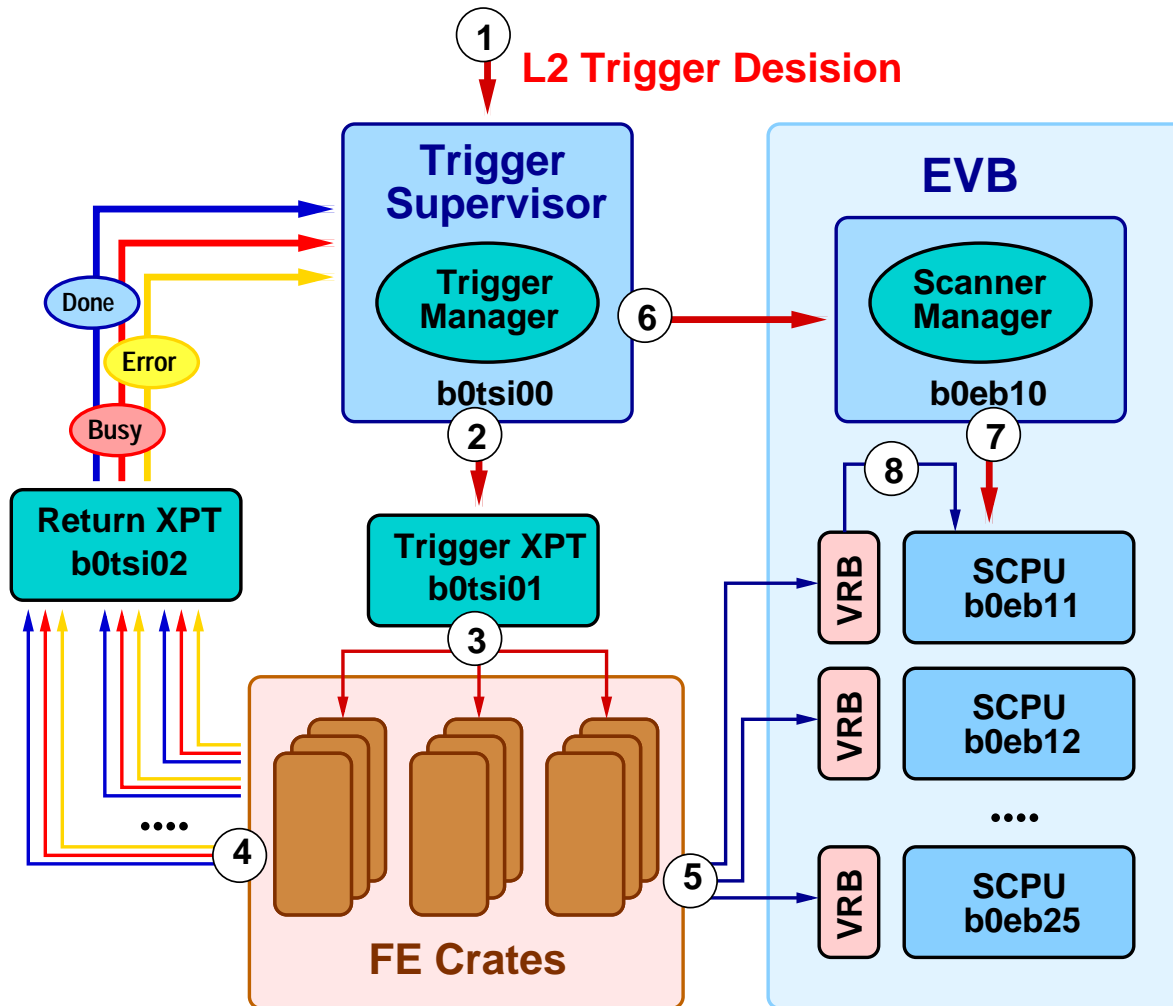 1
L2 Trigger Desision
Trigger
Supervisor
Trigger
Manager
b0tsi00
EVB
Scanner
Manager
b0eb10
6
Done
Error
Busy
2
7
8
Return XPT
b0tsi02
Trigger XPT
b0tsi01
3
VRB
SCPU
b0eb11
VRB
SCPU
b0eb12
....
....
4
5
VRB
SCPU
b0eb25
FE Crates